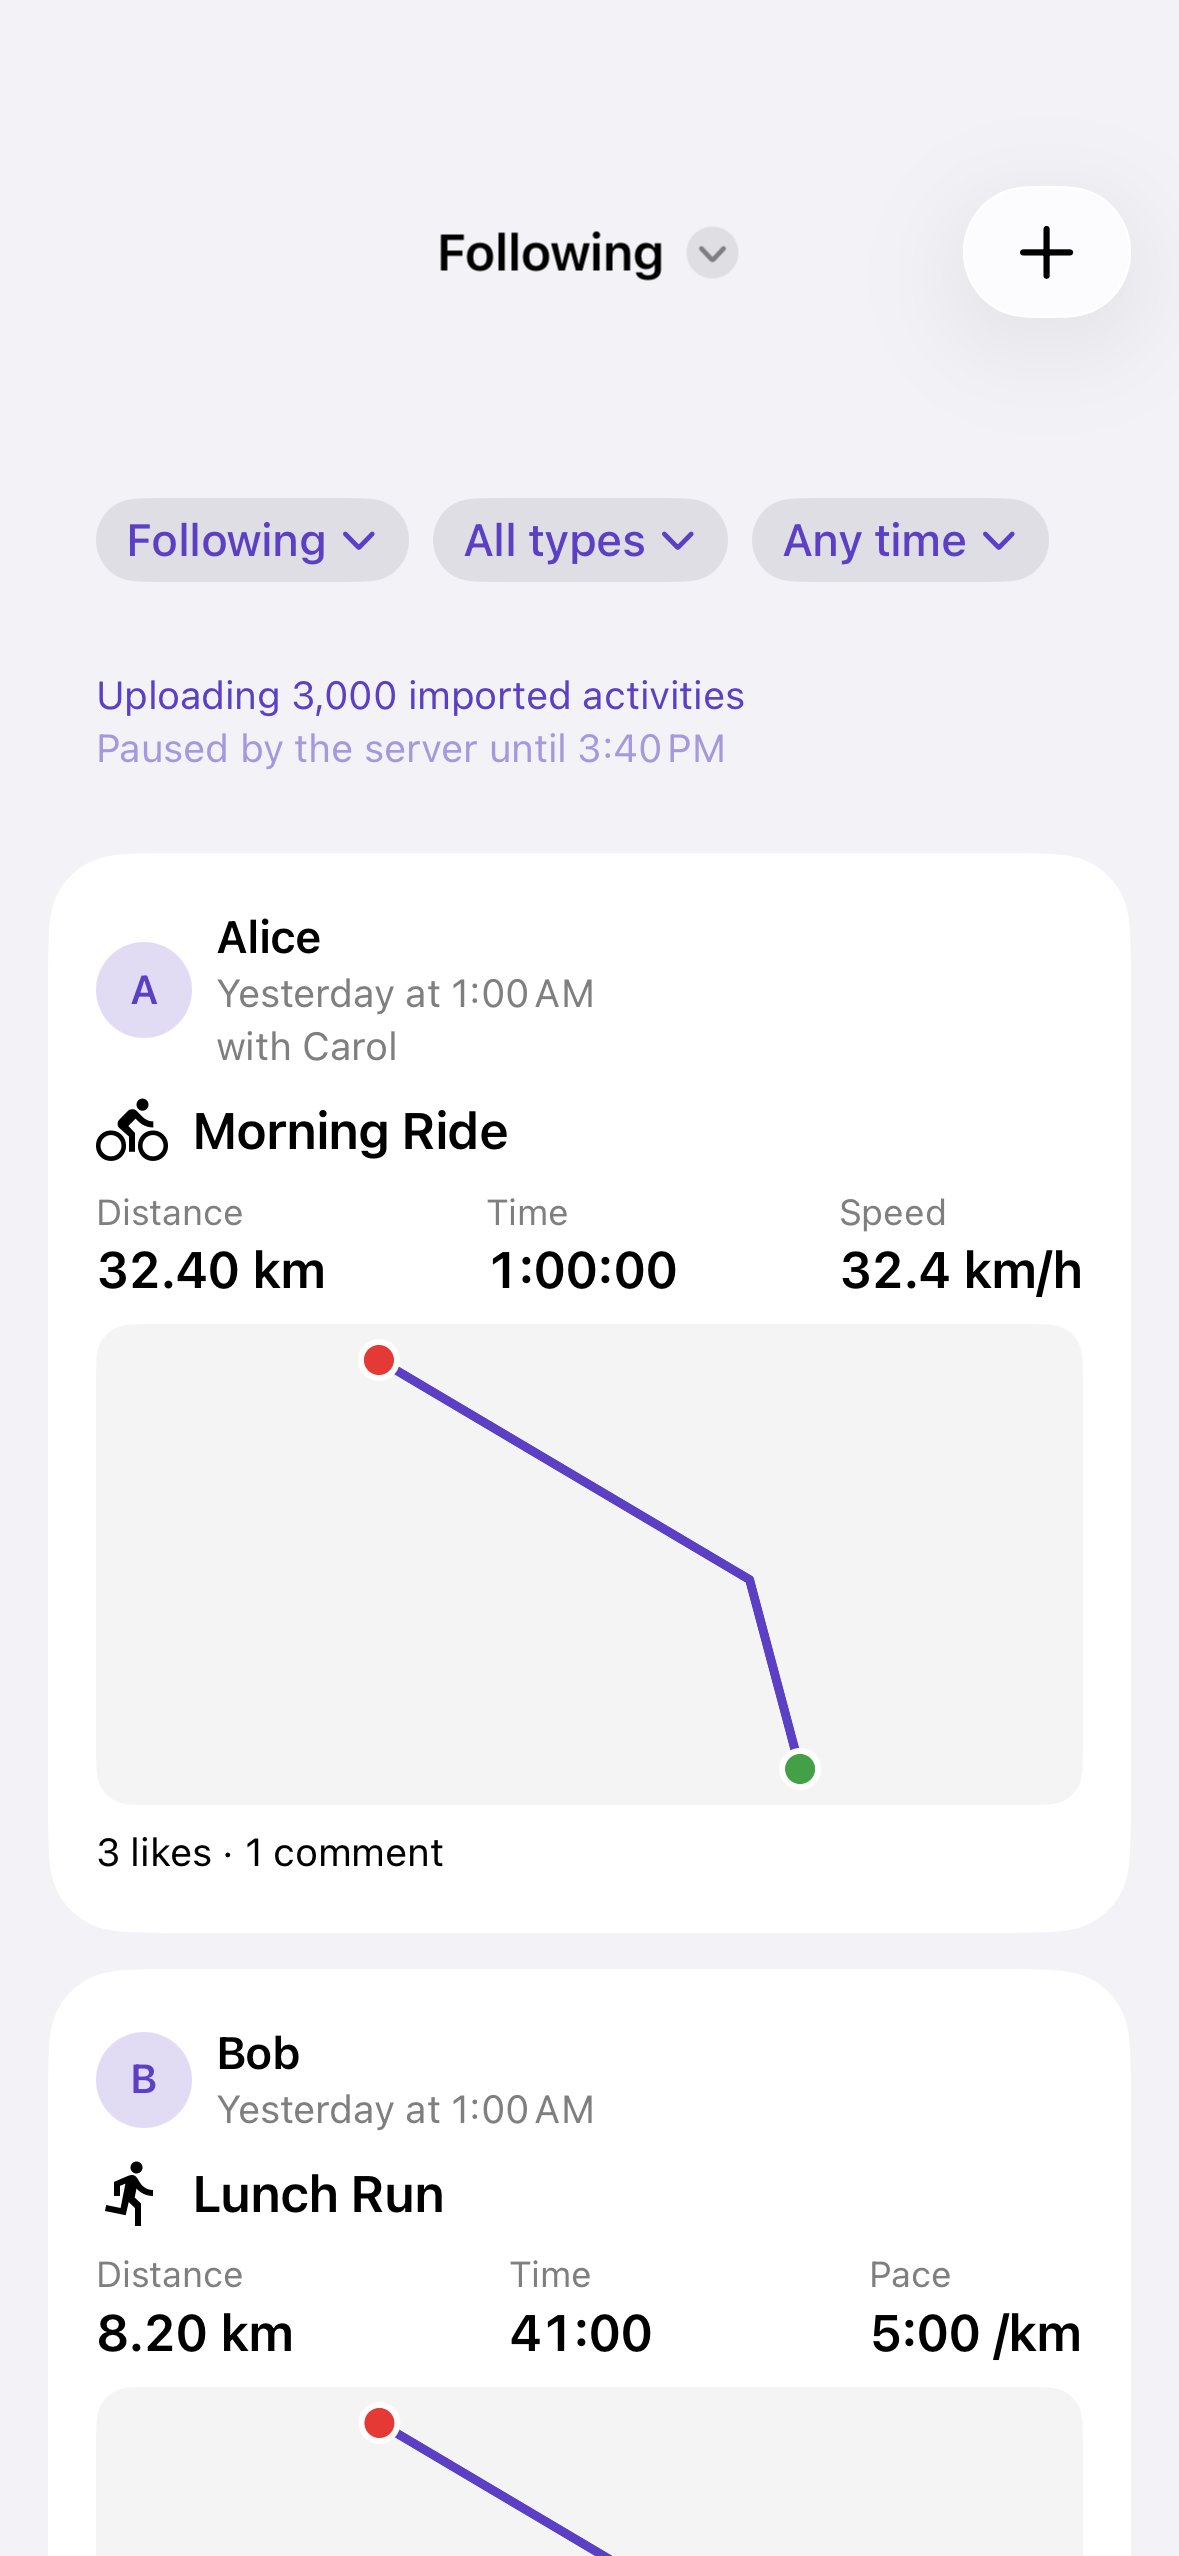 Following
Following
All types
Any time
Uploading 3,000 imported activities
Paused by the server until 3:40 PM
A
Alice
Yesterday at 1:00 AM
with Carol
Morning Ride
Distance Time Speed
32.40 km 1:00:00 32.4 km/h
3 likes · 1 comment
B
Bob
Yesterday at 1:00 AM
Lunch Run
Distance Time Pace
8.20 km 41:00 5:00 /km